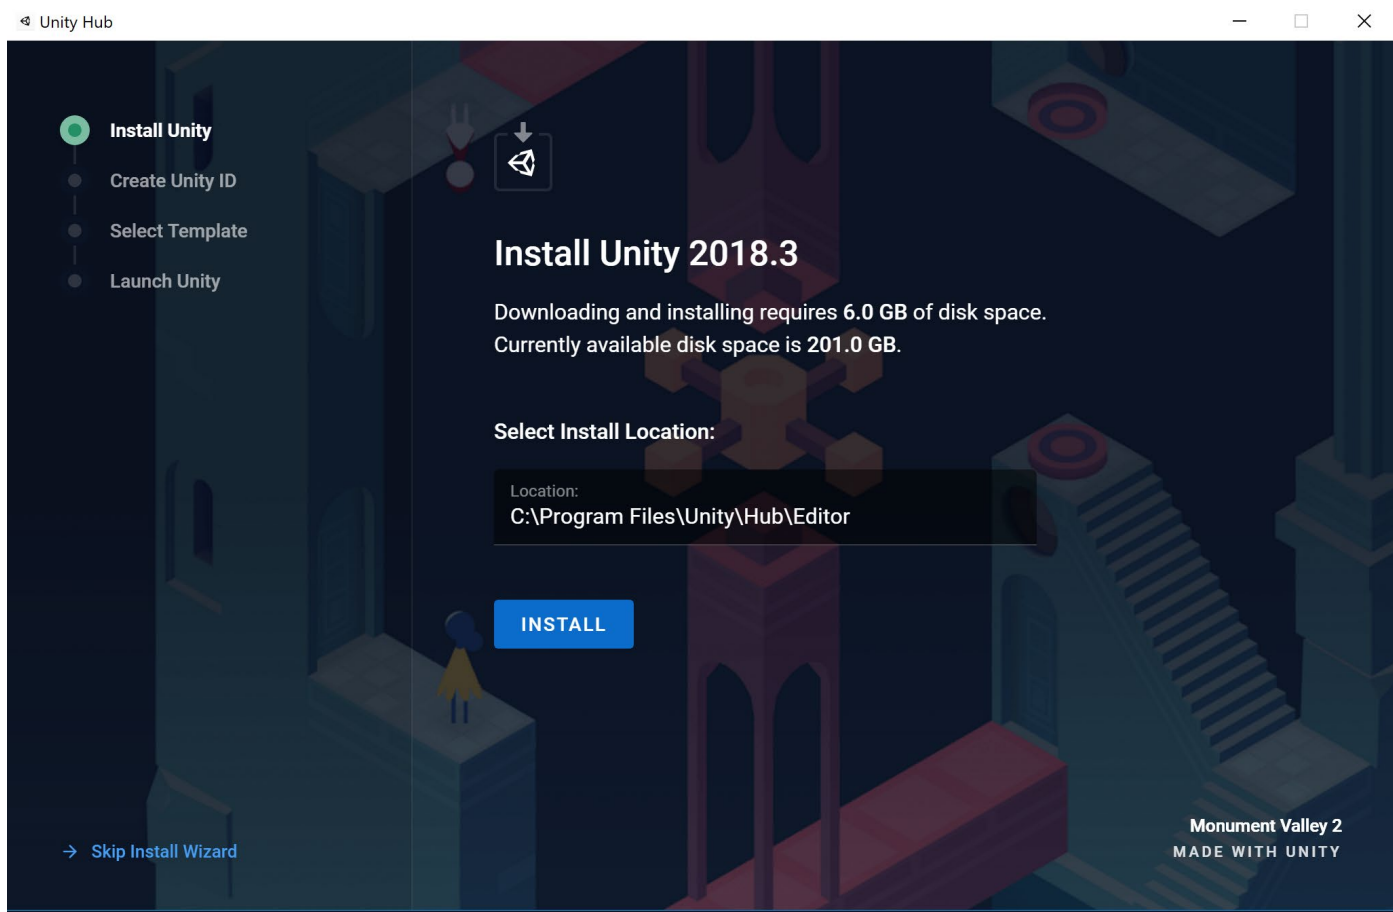 Unity Hub
Install Unity
Create Unity ID
Select Template
Launch Unity
Install Unity 2018.3
Downloading and installing requires 6.0 GB of disk space.
Currently available disk space is 201.0 GB.
Select Install Location:
Location:
C:\Program Files\Unity\Hub\Editor
INSTALL
Skip Install Wizard
Monument Valley 2
MADE WITH UNITY